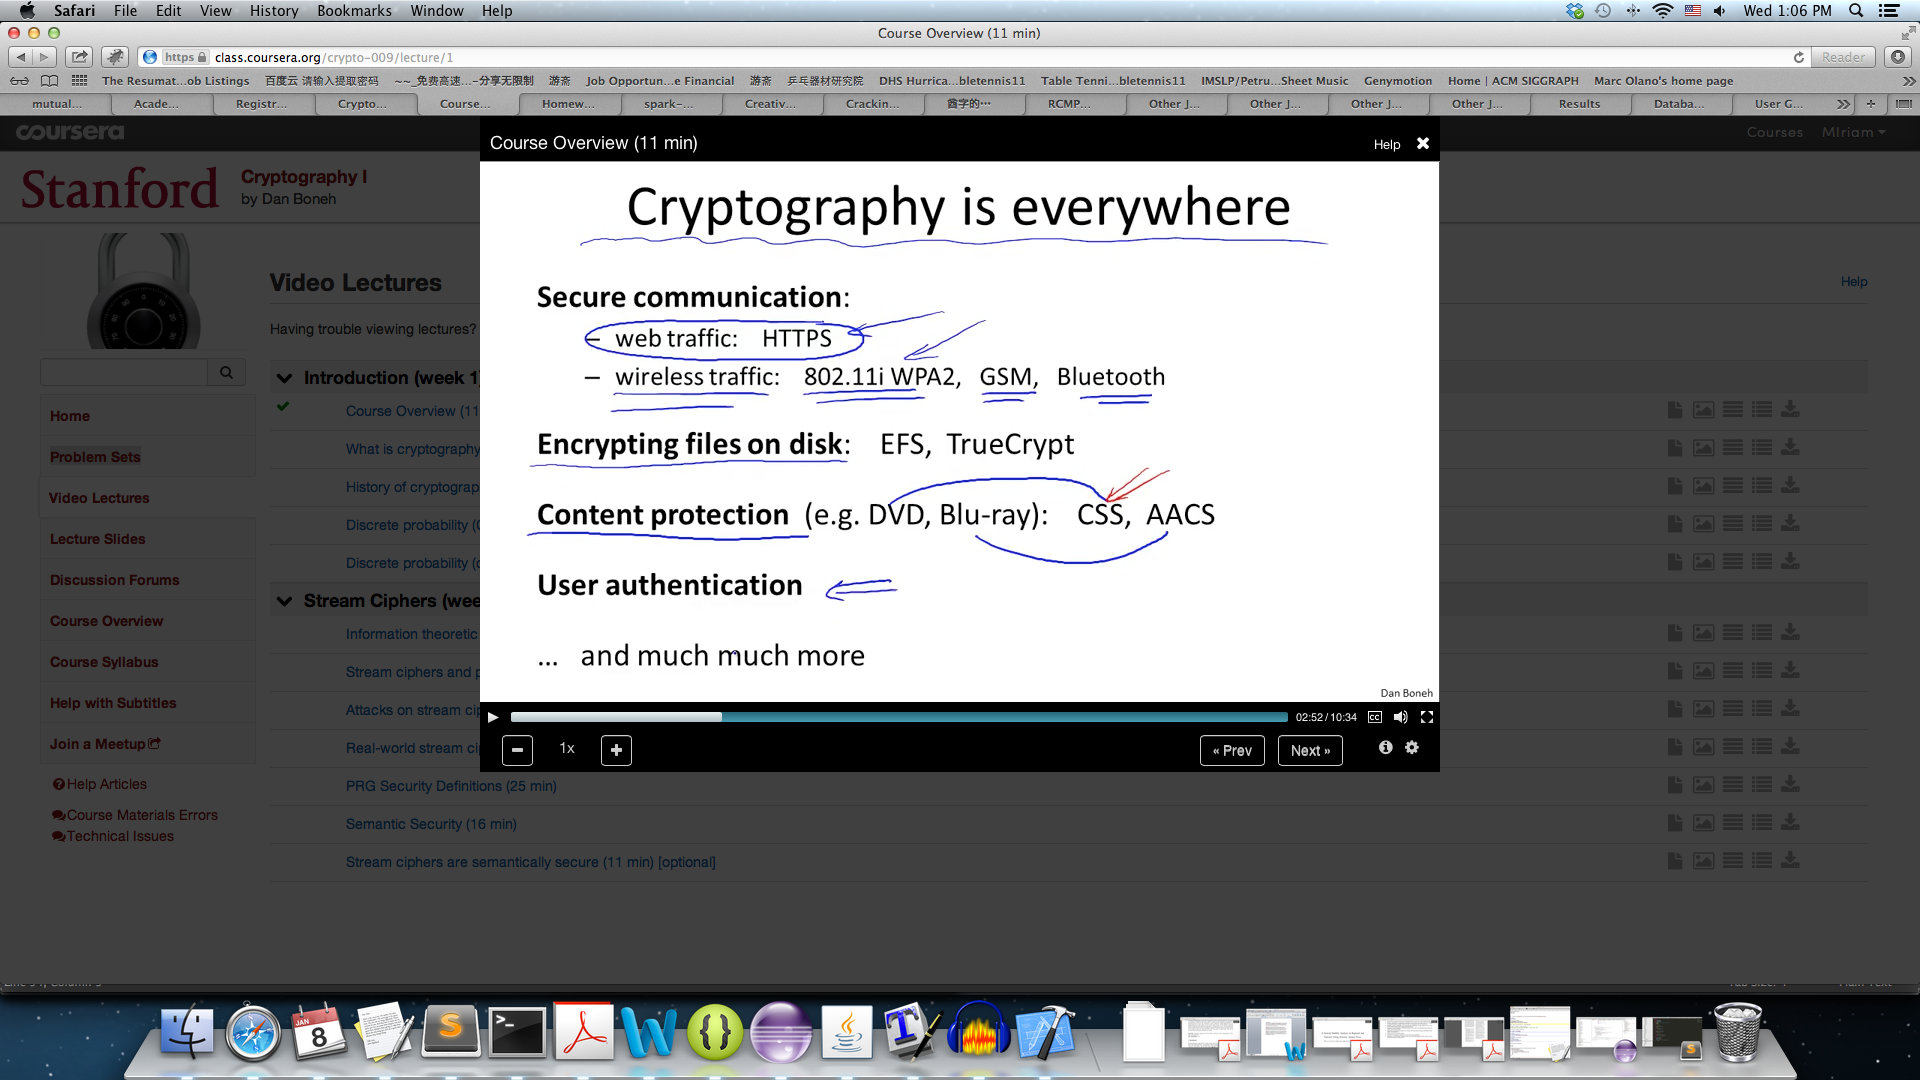 Safari File Edit View History Bookmarks Window Help Wed 1:06 PM
Course Overview (11 min)
https class.coursera.org/crypto-009/lecture/1 Reader
The Resumat...ob Listings 百度云 请输入提取密码 ~~_免费高速...-分享无限制 游斋 Job Opportun...e Financial 游斋 乒乓器材研究院 DHS Hurrica...bletennis11 Table Tenni...bletennis11 IMSLP/Petru...Sheet Music Genymotion Home | ACM SIGGRAPH Marc Olano's home page
mutual... Acade... Registr... Crypto... Course... Homew... spark-... Creativ... Crackin... RCMP... Other J... Other J... Other J... Other J... Results Databa... User G...
coursera Courses MIriam
Course Overview (11 min) Help
Stanford
Cryptography I
by Dan Boneh
Cryptography is everywhere
Secure communication:
– web traffic: HTTPS
– wireless traffic: 802.11i WPA2, GSM, Bluetooth
Encrypting files on disk: EFS, TrueCrypt
Content protection (e.g. DVD, Blu-ray): CSS, AACS
User authentication
... and much much more
Dan Boneh
02:52/10:34 CC
− 1x + « Prev Next »
Video Lectures
Help
Having trouble viewing lectures?
Home
Problem Sets
Video Lectures
Lecture Slides
Discussion Forums
Course Overview
Course Syllabus
Help with Subtitles
Join a Meetup
Help Articles
Course Materials Errors
Technical Issues
Introduction (week 1)
Course Overview (11
What is cryptography
History of cryptograp
Discrete probability (
Discrete probability (
Stream Ciphers (wee
Information theoretic
Stream ciphers and p
Attacks on stream cip
Real-world stream cip
PRG Security Definitions (25 min)
Semantic Security (16 min)
Stream ciphers are semantically secure (11 min) [optional]
JAN
8